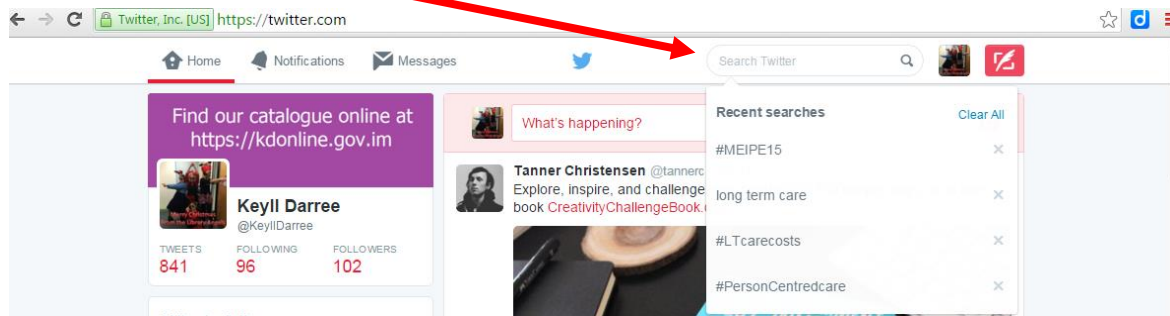 Twitter, Inc. [US] https://twitter.com
Home Notifications Messages
Search Twitter
Find our catalogue online at
https://kdonline.gov.im
Merry Christmas
Keyll Darree
@KeyllDarree
TWEETS FOLLOWING FOLLOWERS
841 96 102
What's happening?
Tanner Christensen @tannerc
Explore, inspire, and challenge
book CreativityChallengeBook.
Recent searches Clear All
#MEIPE15
long term care
#LTcarecosts
#PersonCentredcare